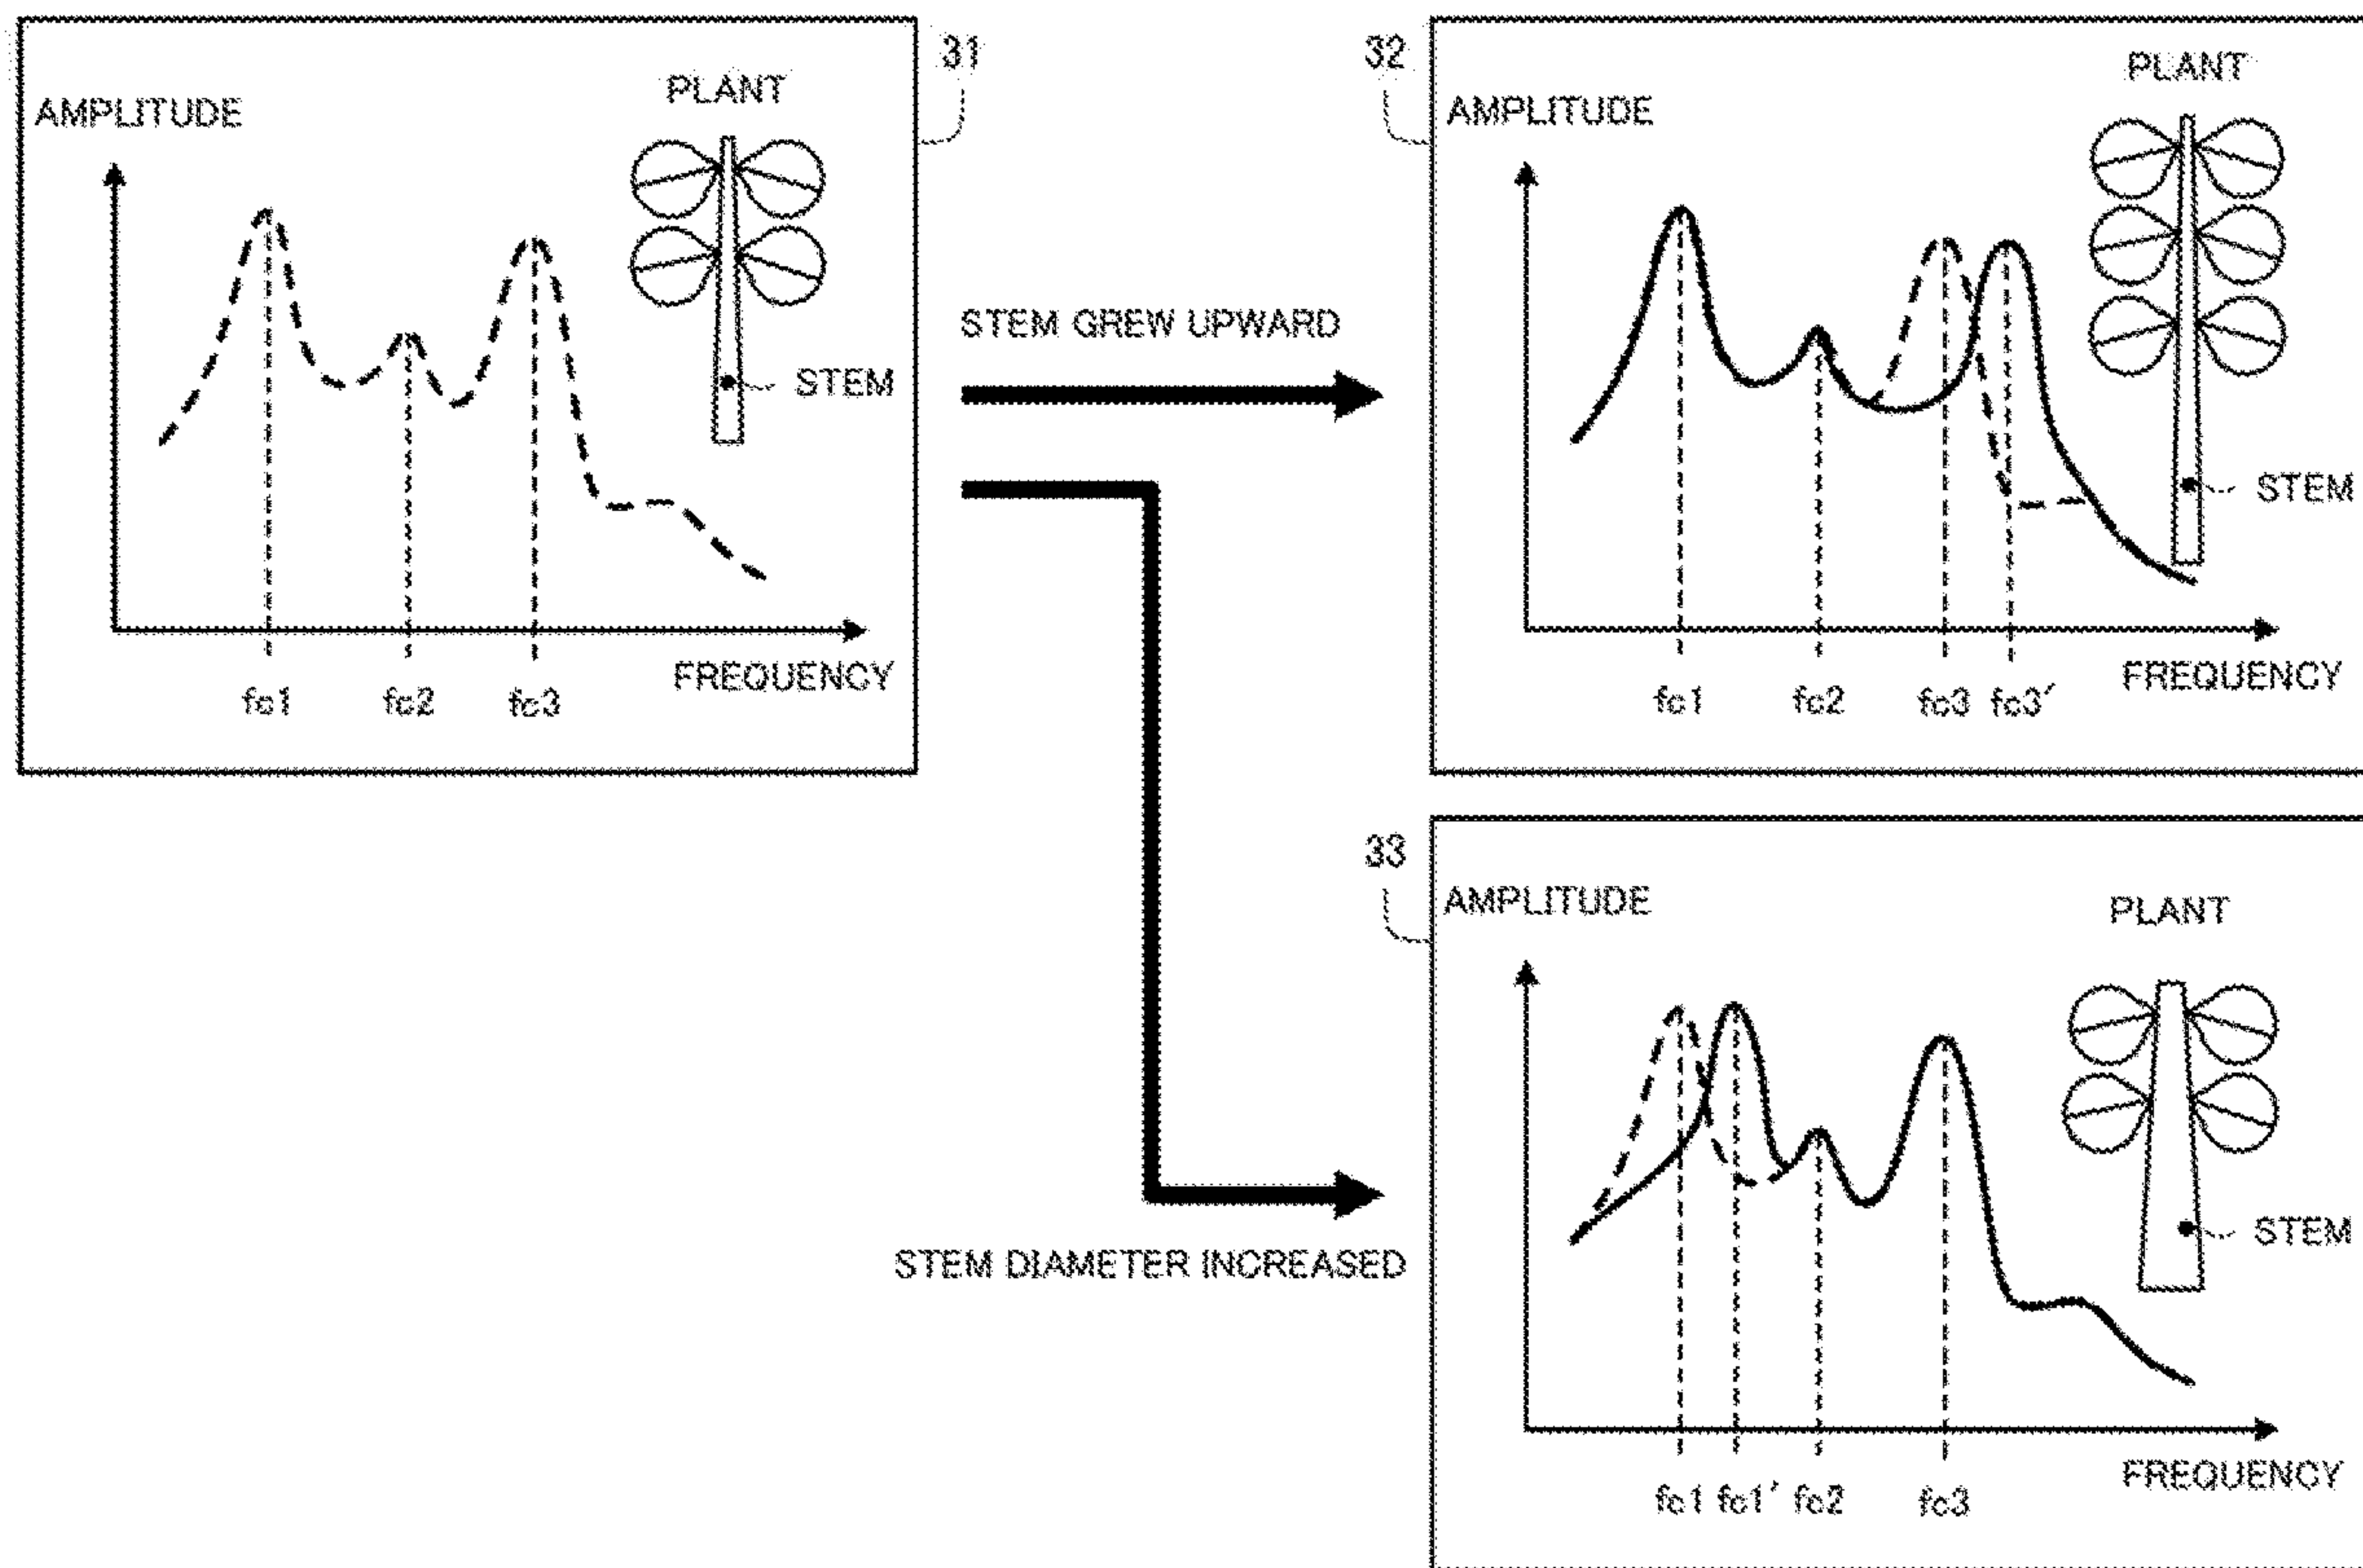 31
AMPLITUDE
PLANT
STEM
FREQUENCY
fc1 fc2 fc3
STEM GREW UPWARD
32
AMPLITUDE
PLANT
STEM
FREQUENCY
fc1 fc2 fc3 fc3′
STEM DIAMETER INCREASED
33
AMPLITUDE
PLANT
STEM
FREQUENCY
fc1 fc1′ fc2 fc3